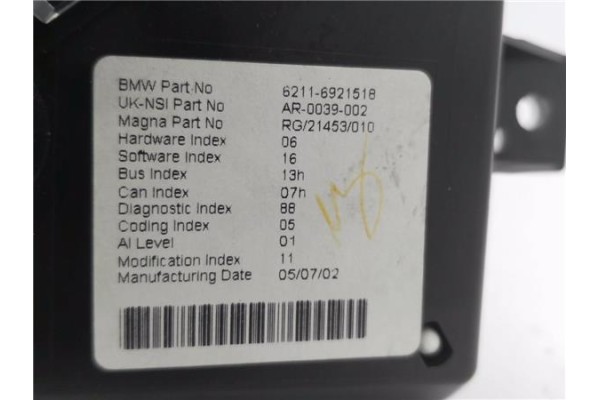 BMW Part No 6211-6921518
UK-NSI Part No AR-0039-002
Magna Part No RG/21453/010
Hardware Index 06
Software Index 16
Bus Index 13h
Can Index 07h
Diagnostic Index 88
Coding Index 05
AI Level 01
Modification Index 11
Manufacturing Date 05/07/02